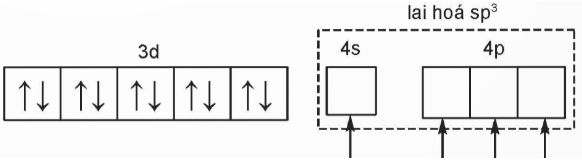 lai hoá sp³
3d 4s 4p
↑↓ ↑↓ ↑↓ ↑↓ ↑↓